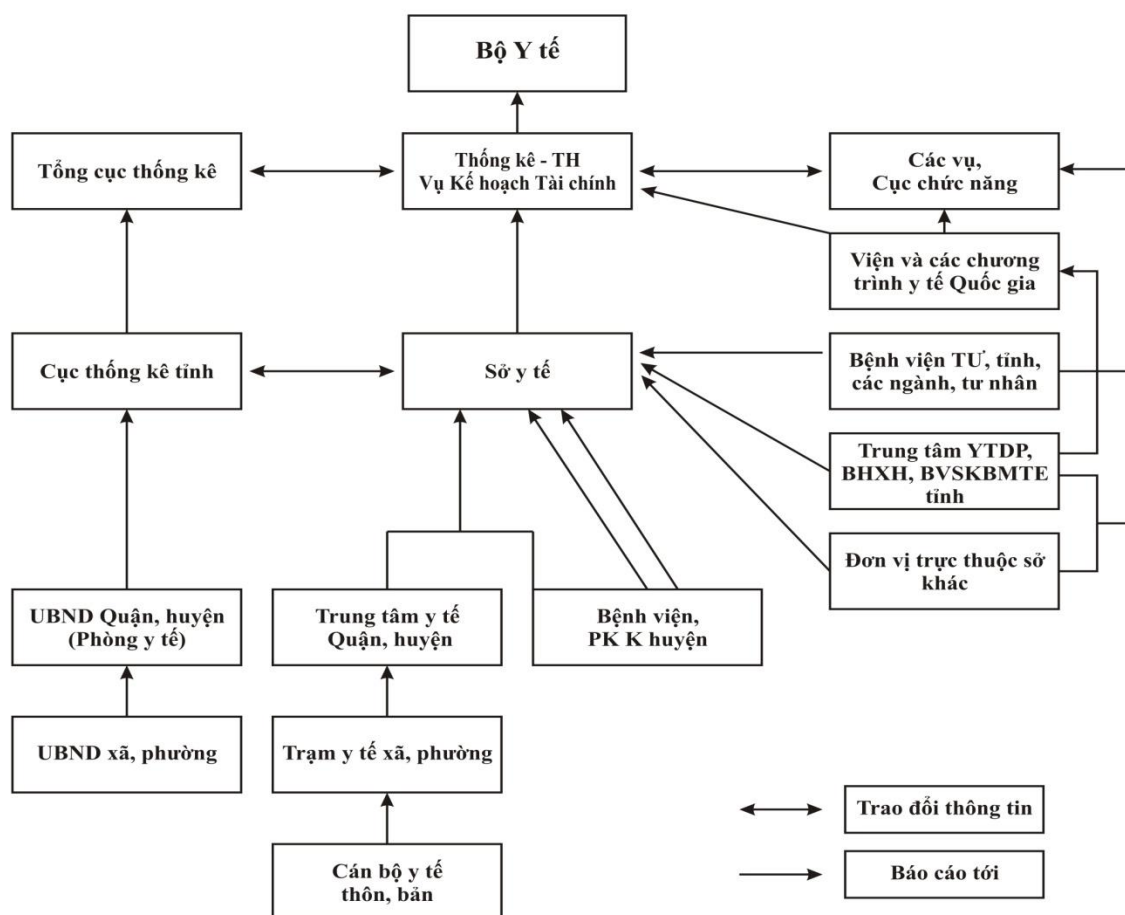 Bộ Y tế
Tổng cục thống kê
Thống kê - TH
Vụ Kế hoạch Tài chính
Các vụ,
Cục chức năng
Viện và các chương
trình y tế Quốc gia
Cục thống kê tỉnh
Sở y tế
Bệnh viện TƯ, tỉnh,
các ngành, tư nhân
Trung tâm YTDP,
BHXH, BVSKBMTE
tỉnh
Đơn vị trực thuộc sở
khác
UBND Quận, huyện
(Phòng y tế)
Trung tâm y tế
Quận, huyện
Bệnh viện,
PK K huyện
UBND xã, phường
Trạm y tế xã, phường
Cán bộ y tế
thôn, bản
Trao đổi thông tin
Báo cáo tới